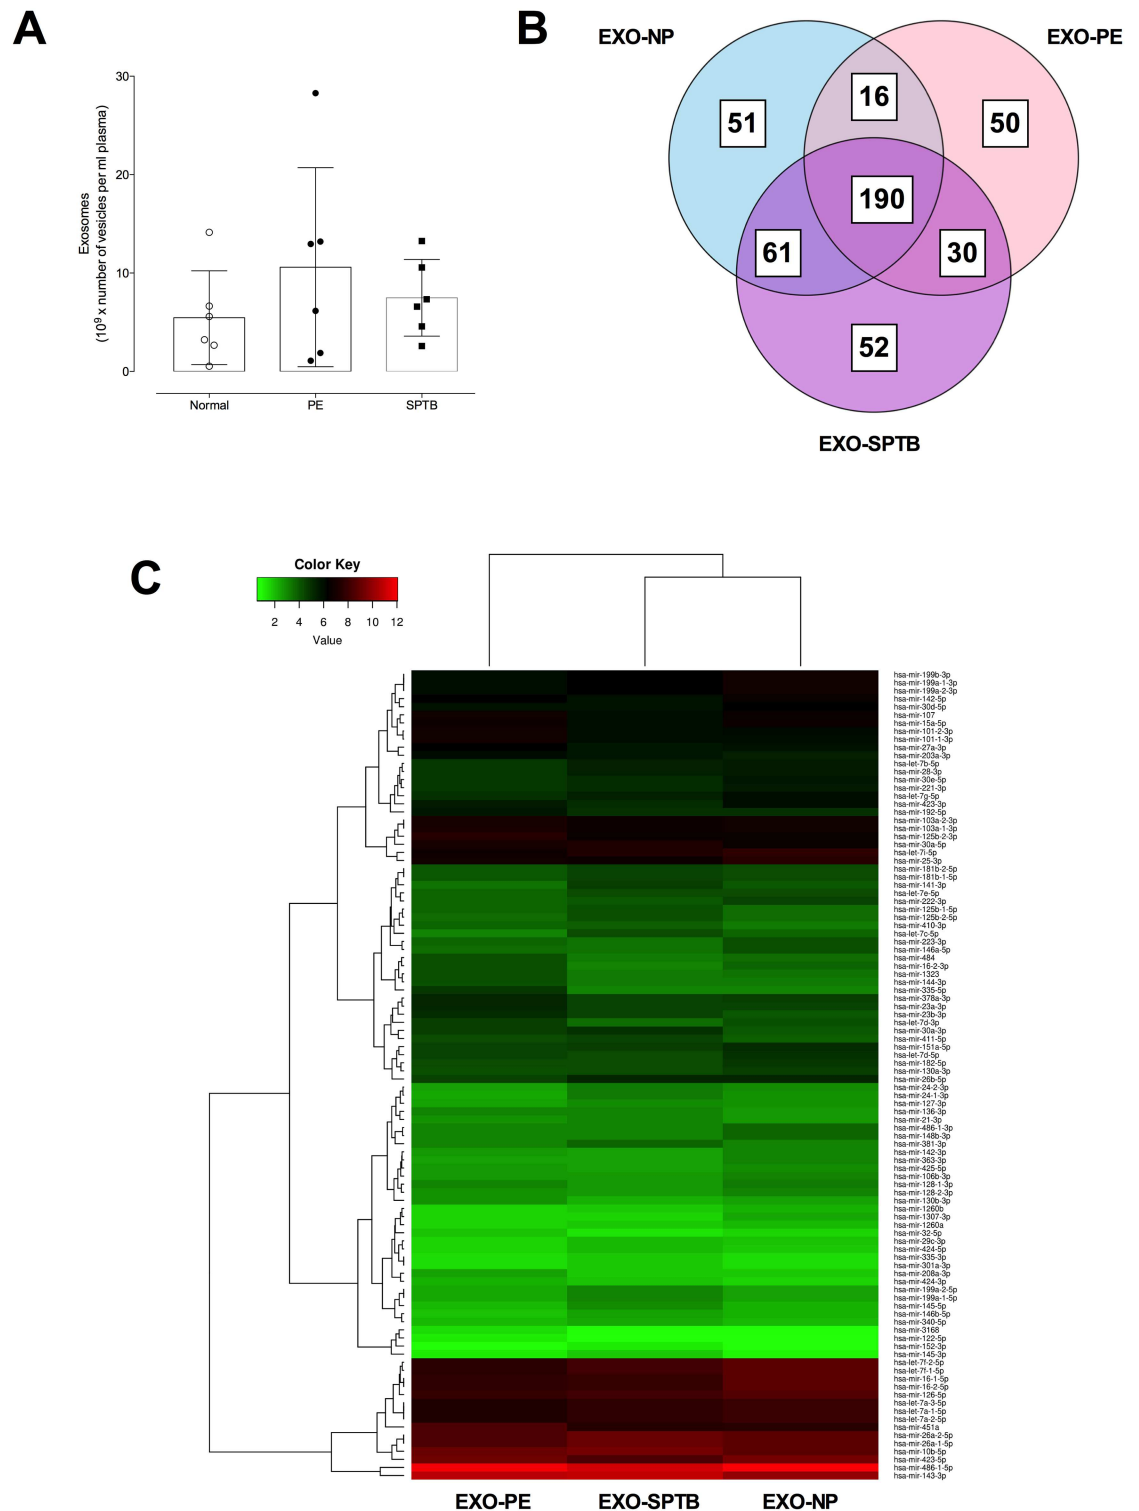 A
30
20
10
0
Exosomes
(10⁹ x number of vesicles per ml plasma)
Normal
PE
SPTB
B
EXO-NP
EXO-PE
16
51
50
190
61
30
52
EXO-SPTB
C
Color Key
2 4 6 8 10 12
Value
hsa-mir-199b-3p
hsa-mir-199a-1-3p
hsa-mir-199a-2-3p
hsa-mir-142-5p
hsa-mir-30d-5p
hsa-mir-107
hsa-mir-15a-5p
hsa-mir-101-2-3p
hsa-mir-101-1-3p
hsa-mir-27a-3p
hsa-mir-203a-3p
hsa-let-7b-5p
hsa-mir-28-3p
hsa-mir-30e-5p
hsa-mir-221-3p
hsa-let-7g-5p
hsa-mir-423-3p
hsa-mir-192-5p
hsa-mir-103a-2-3p
hsa-mir-103a-1-3p
hsa-mir-125b-2-3p
hsa-mir-30a-5p
hsa-let-7i-5p
hsa-mir-25-3p
hsa-mir-181b-2-5p
hsa-mir-181b-1-5p
hsa-mir-141-3p
hsa-let-7e-5p
hsa-mir-222-3p
hsa-mir-125b-1-5p
hsa-mir-125b-2-5p
hsa-mir-410-3p
hsa-let-7c-5p
hsa-mir-223-3p
hsa-mir-146a-5p
hsa-mir-484
hsa-mir-16-2-3p
hsa-mir-1323
hsa-mir-144-3p
hsa-mir-335-5p
hsa-mir-378a-3p
hsa-mir-23a-3p
hsa-mir-23b-3p
hsa-let-7d-3p
hsa-mir-30a-3p
hsa-mir-411-5p
hsa-mir-151a-5p
hsa-let-7d-5p
hsa-mir-182-5p
hsa-mir-130a-3p
hsa-mir-26b-5p
hsa-mir-24-2-3p
hsa-mir-24-1-3p
hsa-mir-127-3p
hsa-mir-136-3p
hsa-mir-21-3p
hsa-mir-486-1-3p
hsa-mir-148b-3p
hsa-mir-381-3p
hsa-mir-142-3p
hsa-mir-363-3p
hsa-mir-425-5p
hsa-mir-106b-3p
hsa-mir-128-1-3p
hsa-mir-128-2-3p
hsa-mir-130b-3p
hsa-mir-1260b
hsa-mir-1307-3p
hsa-mir-1260a
hsa-mir-32-5p
hsa-mir-29c-3p
hsa-mir-424-5p
hsa-mir-335-3p
hsa-mir-301a-3p
hsa-mir-208a-3p
hsa-mir-424-3p
hsa-mir-199a-2-5p
hsa-mir-199a-1-5p
hsa-mir-145-5p
hsa-mir-146b-5p
hsa-mir-340-5p
hsa-mir-3168
hsa-mir-122-5p
hsa-mir-152-3p
hsa-mir-145-3p
hsa-let-7f-2-5p
hsa-let-7f-1-5p
hsa-mir-16-1-5p
hsa-mir-16-2-5p
hsa-mir-126-5p
hsa-let-7a-3-5p
hsa-let-7a-1-5p
hsa-let-7a-2-5p
hsa-mir-451a
hsa-mir-26a-2-5p
hsa-mir-26a-1-5p
hsa-mir-10b-5p
hsa-mir-423-5p
hsa-mir-486-1-5p
hsa-mir-143-3p
EXO-PE EXO-SPTB EXO-NP